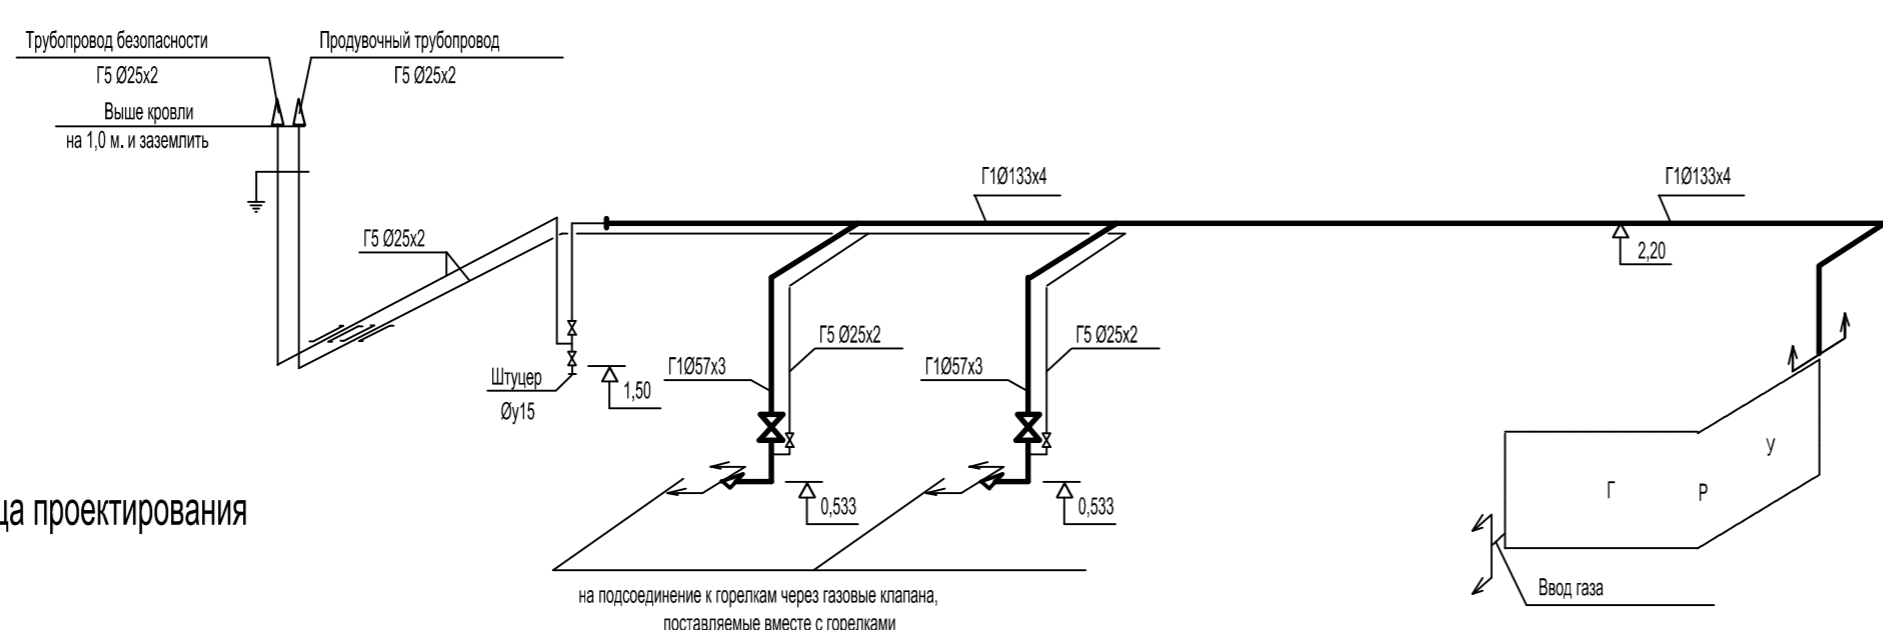 Трубопровод безопасности
Г5 Ø25х2
Продувочный трубопровод
Г5 Ø25х2
Выше кровли
на 1,0 м. и заземлить
Г5 Ø25х2
Г1Ø133х4
Г1Ø133х4
2,20
Штуцер
Øу15
1,50
Г1Ø57х3
Г5 Ø25х2
Г1Ø57х3
Г5 Ø25х2
0,533
0,533
Г Р У
Ввод газа
проектирования
на подсоединение к горелкам через газовые клапана,
поставляемые вместе с горелками